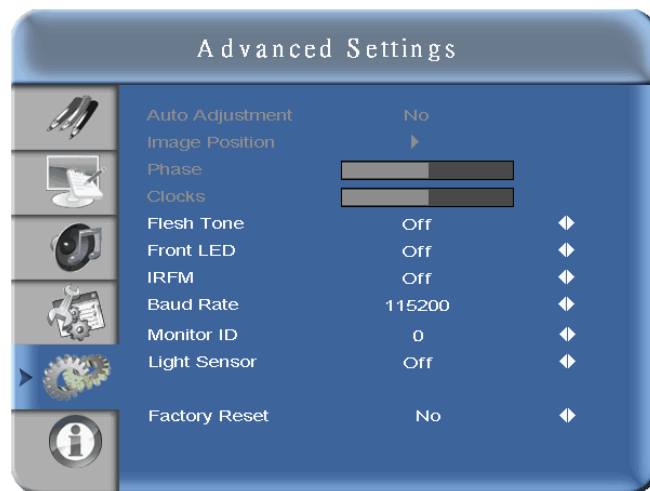 Advanced Settings
Auto Adjustment No
Image Position
Phase
Clocks
Flesh Tone Off
Front LED Off
IRFM Off
Baud Rate 115200
Monitor ID 0
Light Sensor Off
Factory Reset No